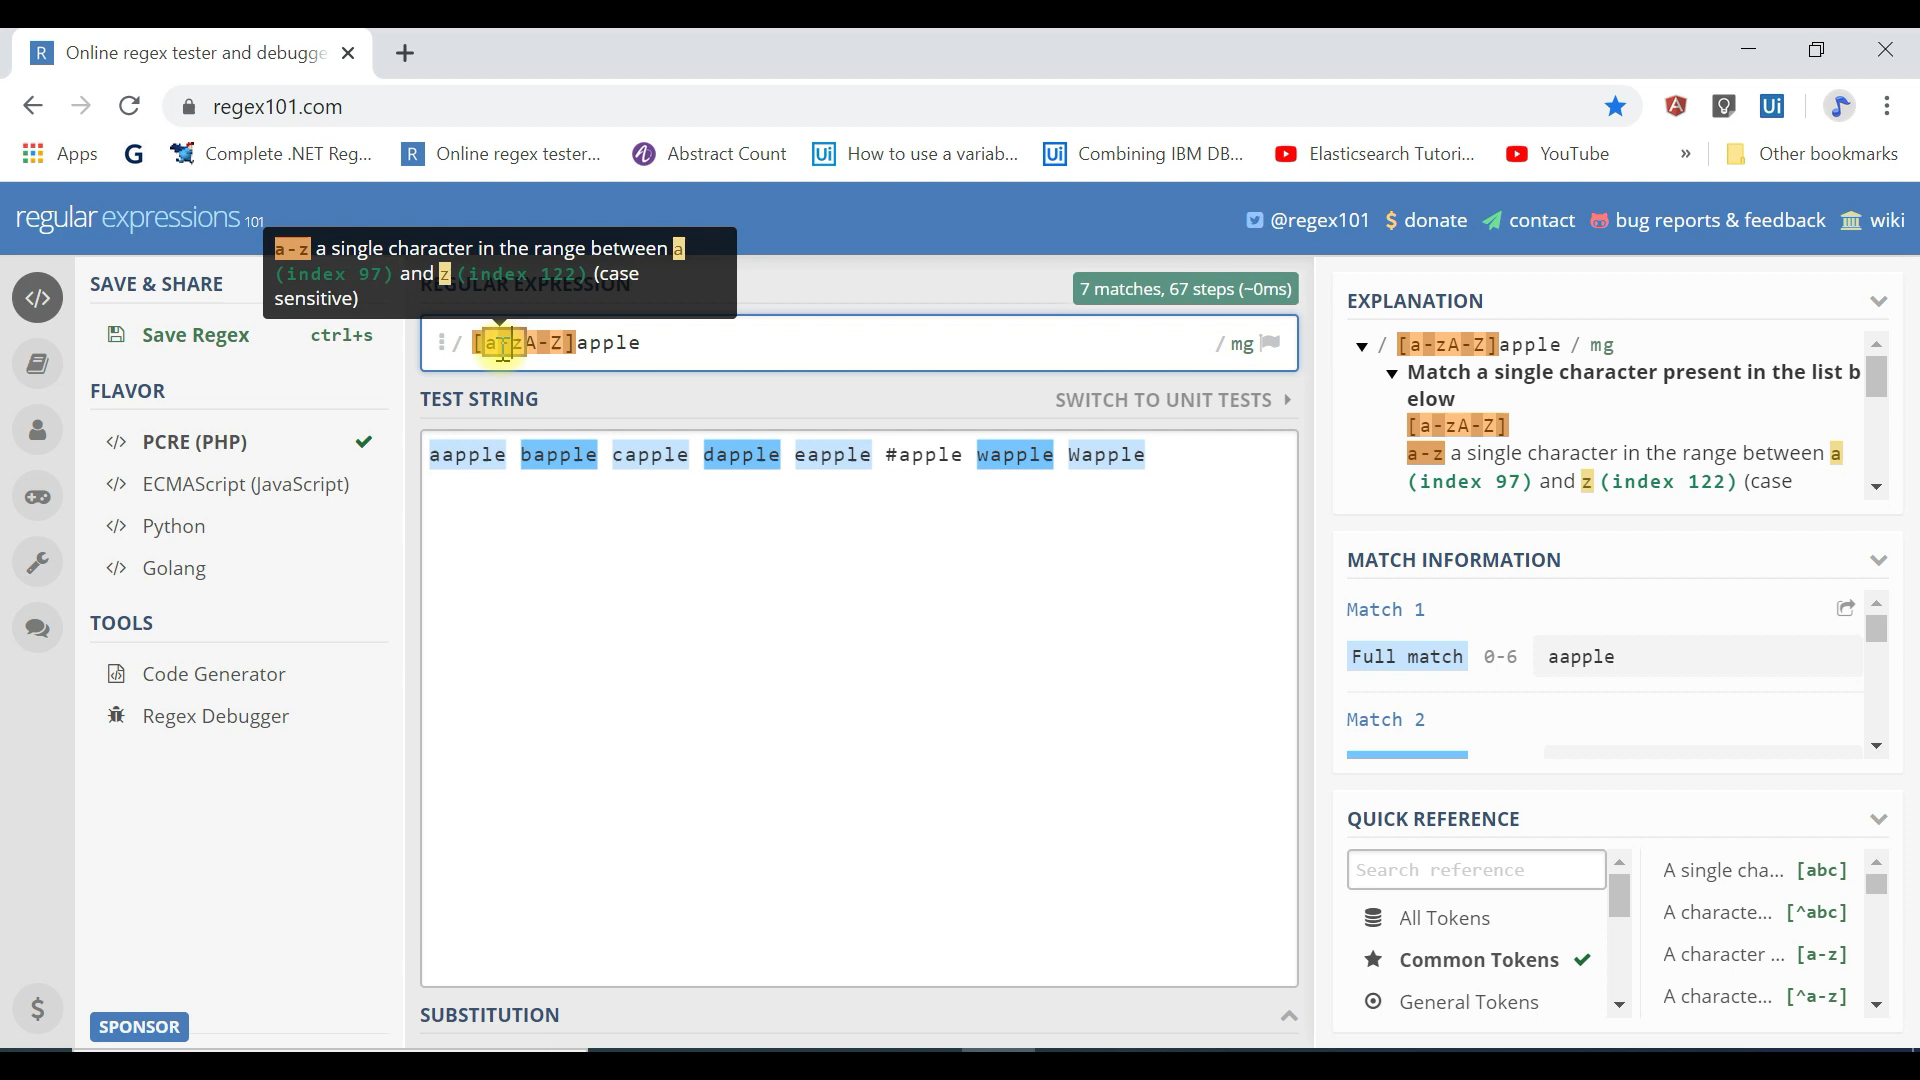 R Online regex tester and debugge
regex101.com
Ui
Apps
G
Complete .NET Reg...
R Online regex tester...
Abstract Count
Ui How to use a variab...
Ui Combining IBM DB...
Elasticsearch Tutori...
YouTube
»
Other bookmarks
regular expressions 101
@regex101
$ donate
contact
bug reports & feedback
wiki
a-z a single character in the range between a
(index 97) and z (index 122) (case
sensitive)
SAVE & SHARE
Save Regex ctrl+s
FLAVOR
</> PCRE (PHP)
</> ECMAScript (JavaScript)
</> Python
</> Golang
TOOLS
Code Generator
Regex Debugger
$
SPONSOR
REGULAR EXPRESSION
7 matches, 67 steps (~0ms)
/ [a-zA-Z]apple / mg
TEST STRING
SWITCH TO UNIT TESTS
aapple bapple capple dapple eapple #apple wapple Wapple
SUBSTITUTION
EXPLANATION
/ [a-zA-Z]apple / mg
Match a single character present in the list b
elow
[a-zA-Z]
a-z a single character in the range between a
(index 97) and z (index 122) (case
MATCH INFORMATION
Match 1
Full match 0-6 aapple
Match 2
QUICK REFERENCE
Search reference
All Tokens
Common Tokens
General Tokens
A single cha... [abc]
A characte... [^abc]
A character ... [a-z]
A characte... [^a-z]